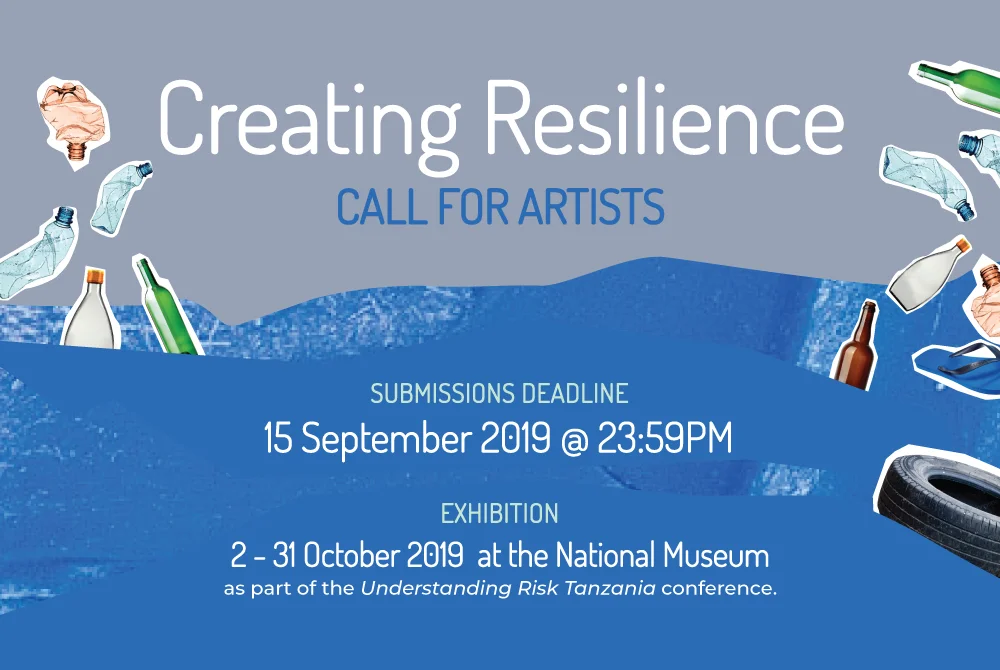 Creating Resilience
CALL FOR ARTISTS
SUBMISSIONS DEADLINE
15 September 2019 @ 23:59PM
EXHIBITION
2 – 31 October 2019 at the National Museum
as part of the Understanding Risk Tanzania conference.